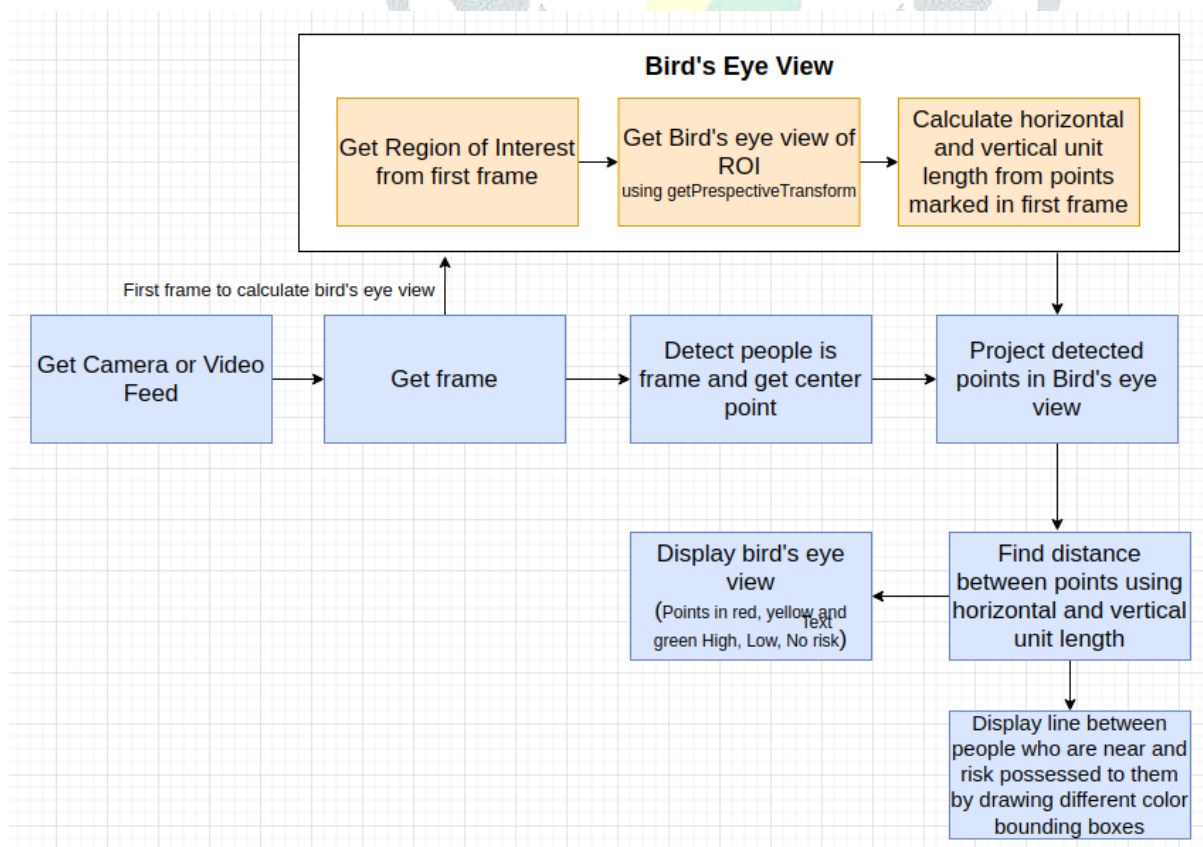 Bird's Eye View
Get Region of Interest
from first frame
Get Bird's eye view of
ROI
using getPrespectiveTransform
Calculate horizontal
and vertical unit
length from points
marked in first frame
First frame to calculate bird's eye view
Get Camera or Video
Feed
Get frame
Detect people is
frame and get center
point
Project detected
points in Bird's eye
view
Display bird's eye
view
(Points in red, yellow and
Text
green High, Low, No risk)
Find distance
between points using
horizontal and vertical
unit length
Display line between
people who are near and
risk possessed to them
by drawing different color
bounding boxes